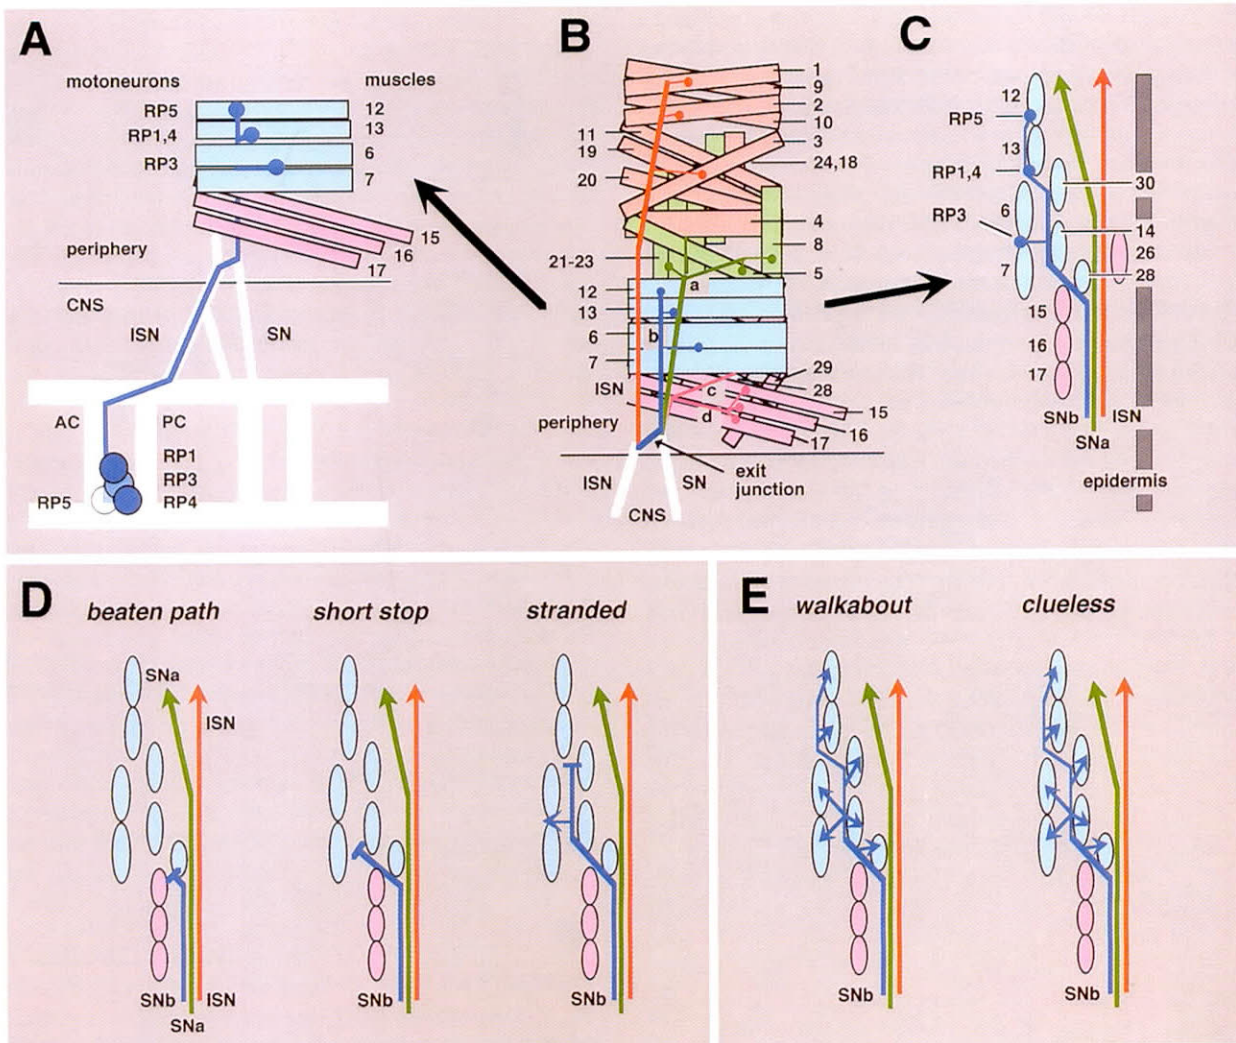 A
motoneurons
muscles
RP5
12
RP1,4
13
RP3
6
7
15
16
17
periphery
CNS
ISN
SN
AC
PC
RP1
RP3
RP5
RP4
B
1
9
2
10
11
3
19
24,18
20
4
8
21-23
5
a
12
13
6
b
7
29
ISN
c
28
15
d
periphery
16
17
exit
junction
ISN
SN
CNS
C
12
RP5
13
RP1,4
30
6
RP3
14
26
7
28
15
16
17
SNb
ISN
SNa
epidermis
D
beaten path
short stop
stranded
SNa
ISN
SNb
ISN
SNa
SNb
SNb
E
walkabout
clueless
SNb
SNb